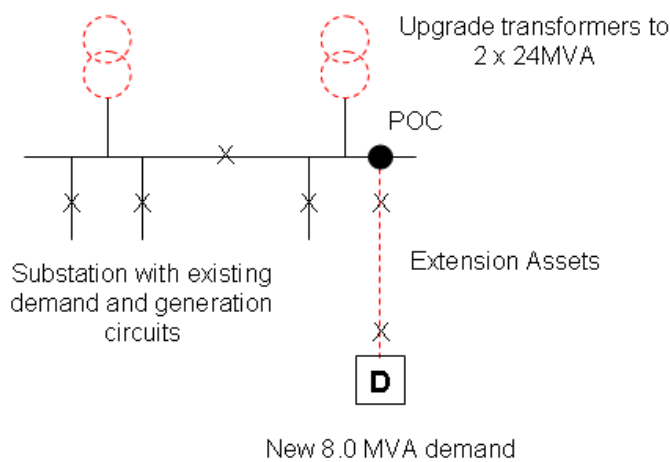 Upgrade transformers to
2 x 24MVA
POC
Extension Assets
Substation with existing
demand and generation
circuits
D
New 8.0 MVA demand